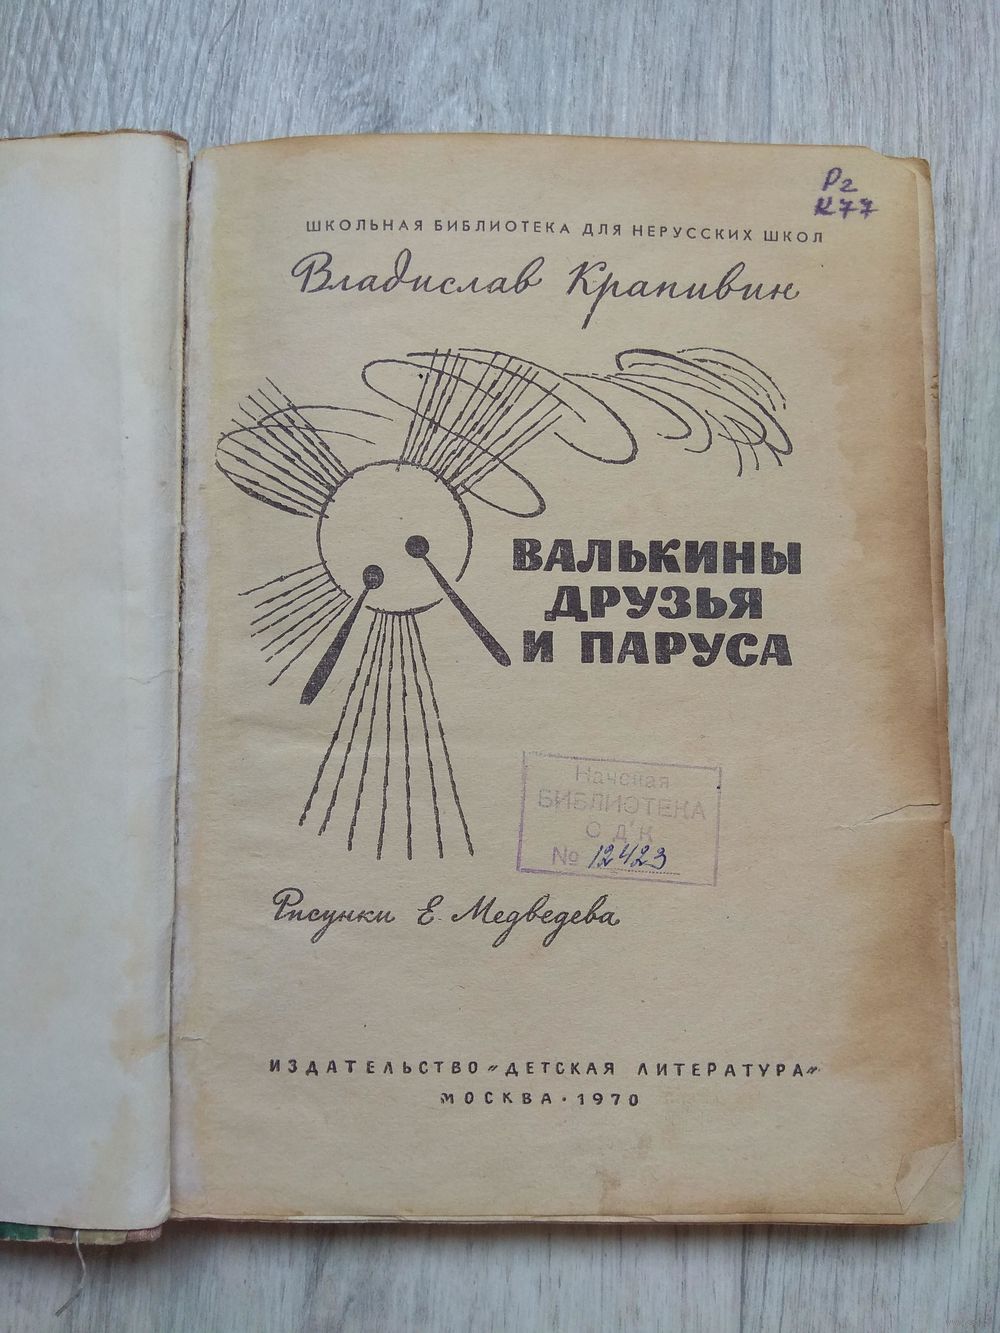 Р2
К77
ШКОЛЬНАЯ БИБЛИОТЕКА ДЛЯ НЕРУССКИХ ШКОЛ
Владислав Крапивин
ВАЛЬКИНЫ
ДРУЗЬЯ
И ПАРУСА
Начская
БИБЛИОТЕКА
С Д К
№ 12423
Рисунки Е. Медведева
ИЗДАТЕЛЬСТВО «ДЕТСКАЯ ЛИТЕРАТУРА»
МОСКВА · 1970